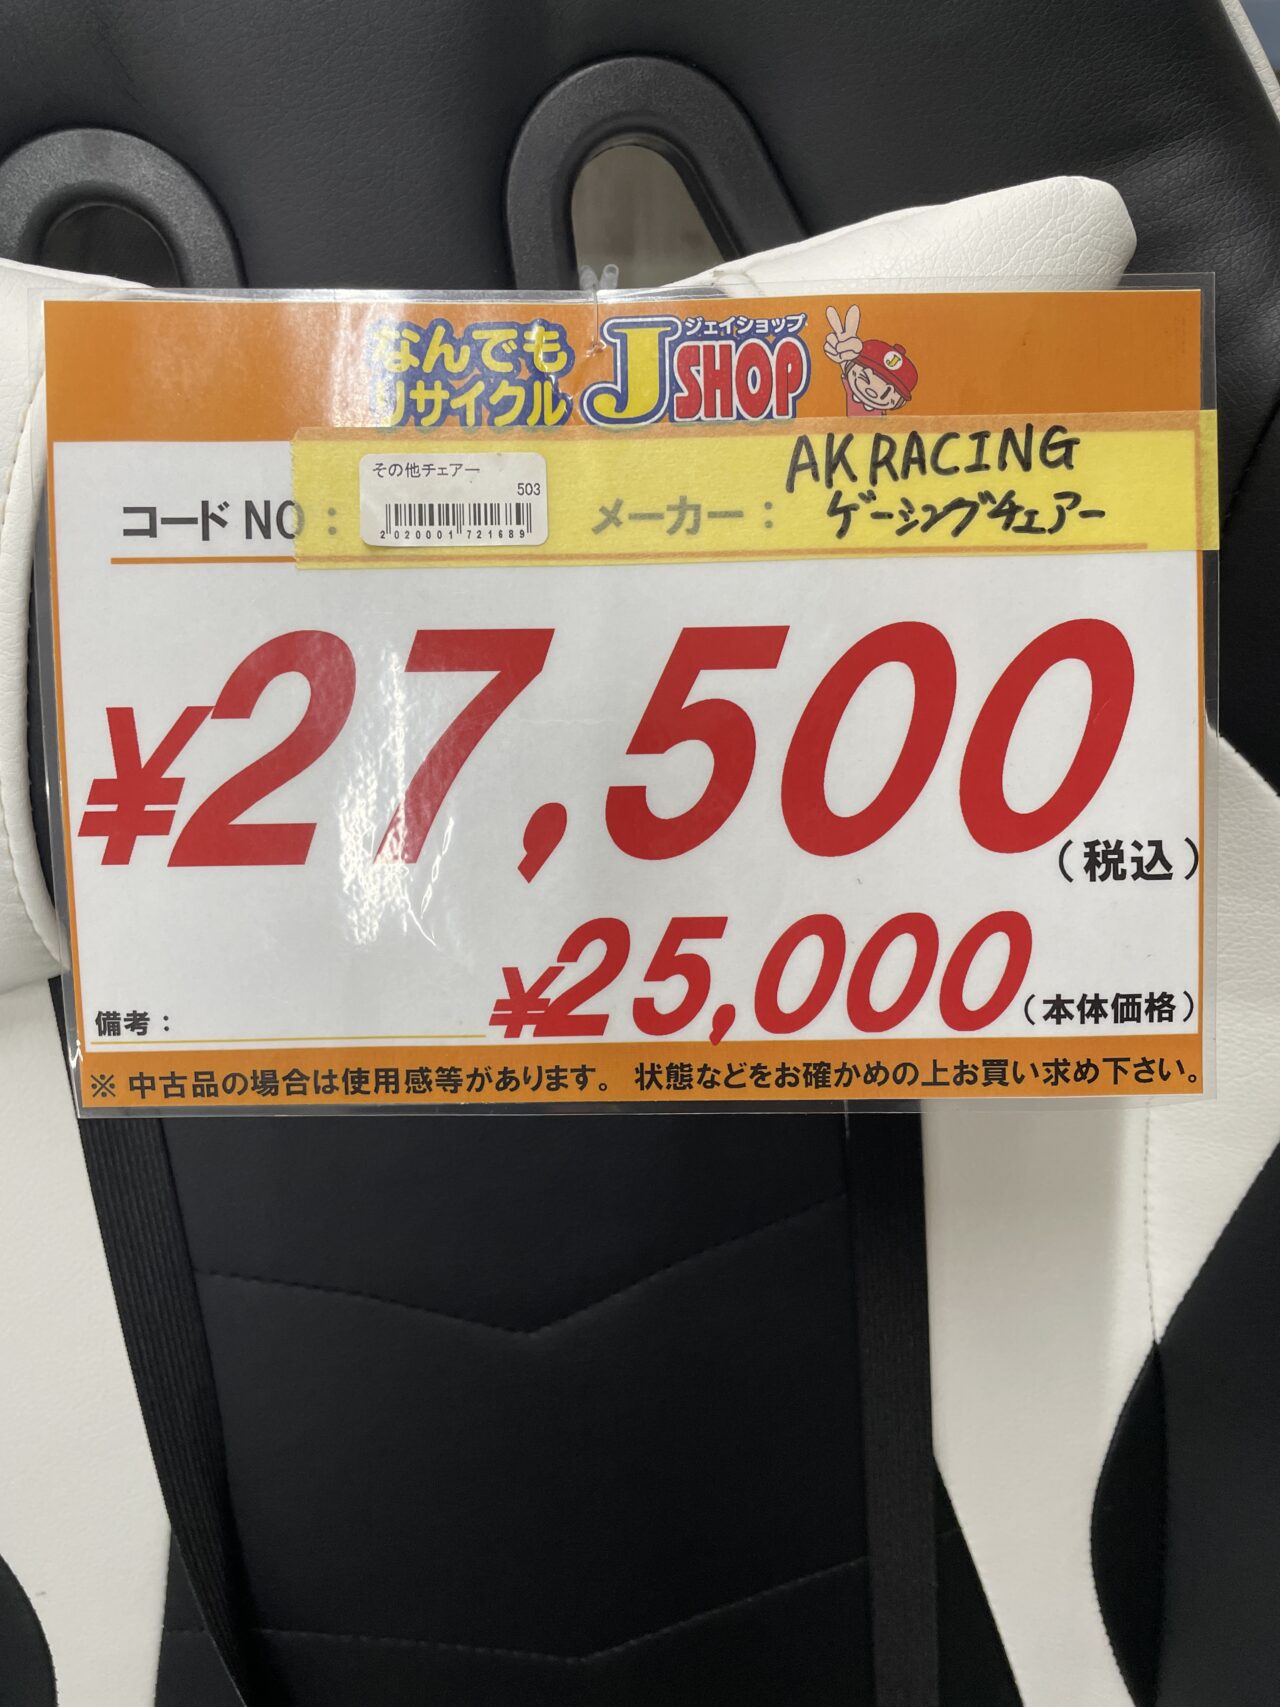 なんでも
リサイクル
ジェイショップ
J SHOP
J
コードNO：
その他チェアー
503
2020001721689
メーカー：
AKRACING
ゲーシングチェアー
¥27,500
（税込）
¥25,000
（本体価格）
備考：
※ 中古品の場合は使用感等があります。 状態などをお確かめの上お買い求め下さい。